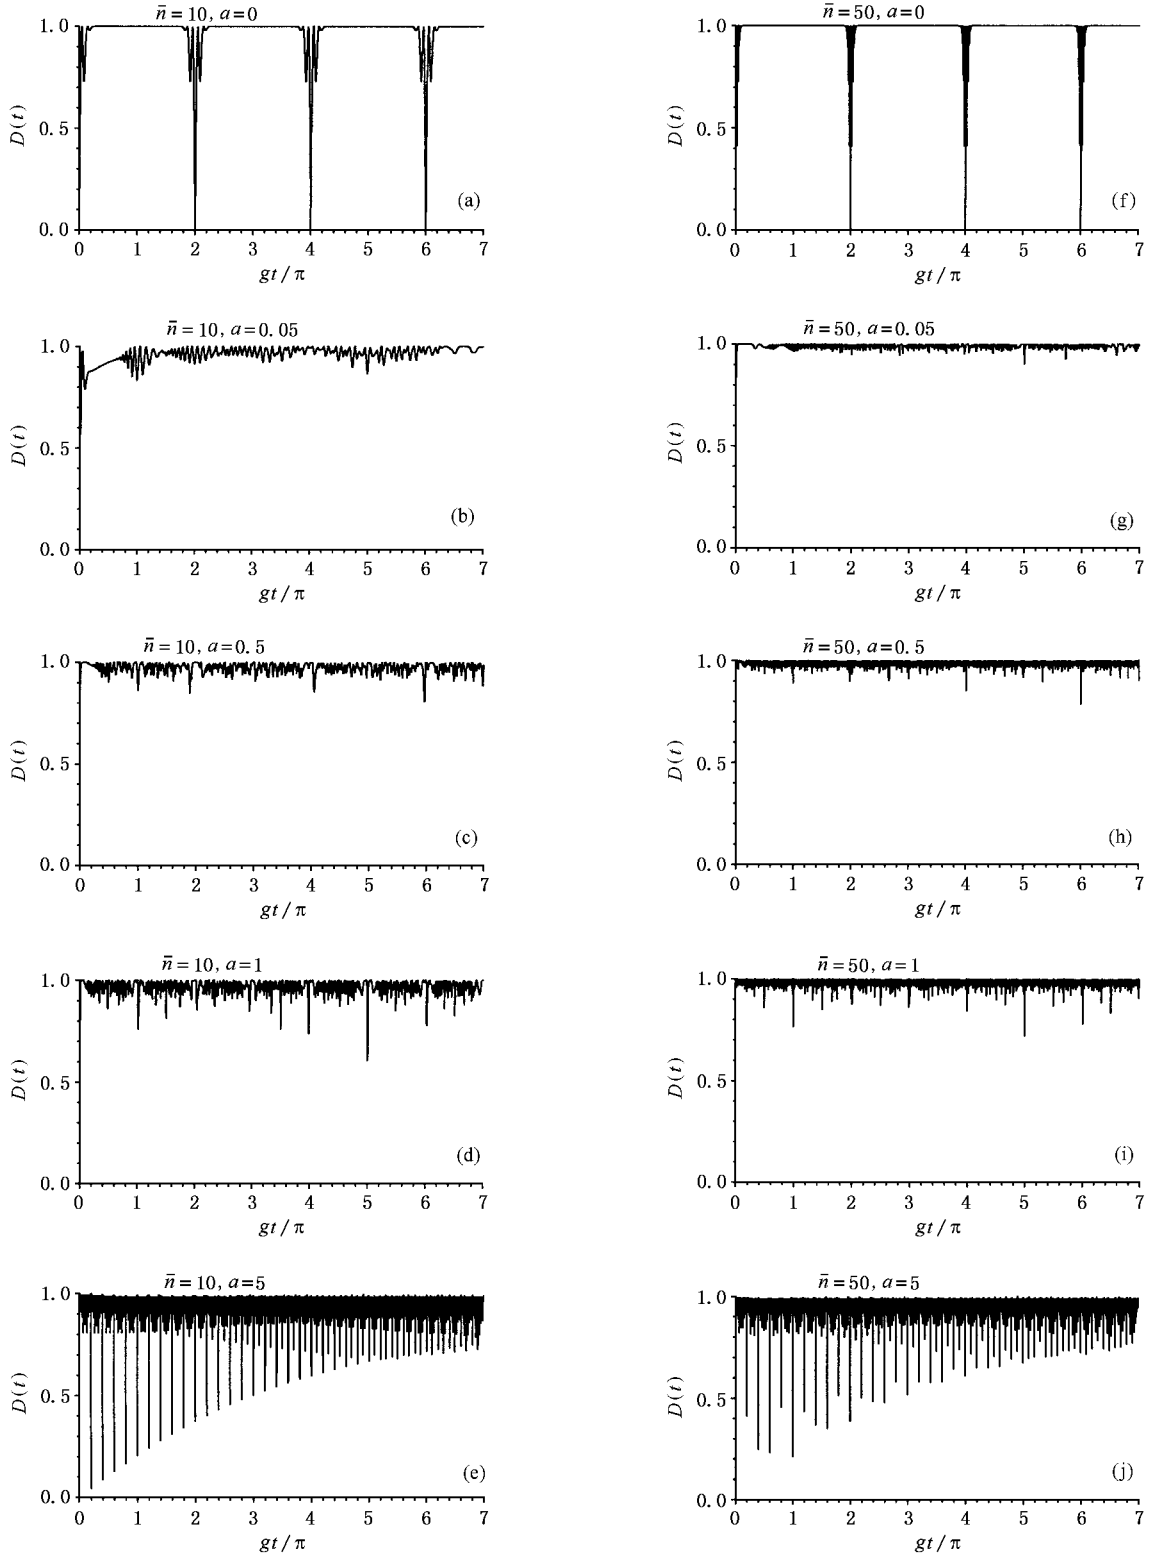 n̄ = 10, a=0
1.0
0.5
0.0
D(t)
(a)
0 1 2 3 4 5 6 7
gt/π
n̄ = 10, a=0.05
1.0
0.5
0.0
D(t)
(b)
0 1 2 3 4 5 6 7
gt/π
n̄ = 10, a=0.5
1.0
0.5
0.0
D(t)
(c)
0 1 2 3 4 5 6 7
gt/π
n̄ = 10, a=1
1.0
0.5
0.0
D(t)
(d)
0 1 2 3 4 5 6 7
gt/π
n̄ = 10, a=5
1.0
0.5
0.0
D(t)
(e)
0 1 2 3 4 5 6 7
gt/π
n̄ = 50, a=0
1.0
0.5
0.0
D(t)
(f)
0 1 2 3 4 5 6 7
gt/π
n̄ = 50, a=0.05
1.0
0.5
0.0
D(t)
(g)
0 1 2 3 4 5 6 7
gt/π
n̄ = 50, a=0.5
1.0
0.5
0.0
D(t)
(h)
0 1 2 3 4 5 6 7
gt/π
n̄ = 50, a=1
1.0
0.5
0.0
D(t)
(i)
0 1 2 3 4 5 6 7
gt/π
n̄ = 50, a=5
1.0
0.5
0.0
D(t)
(j)
0 1 2 3 4 5 6 7
gt/π